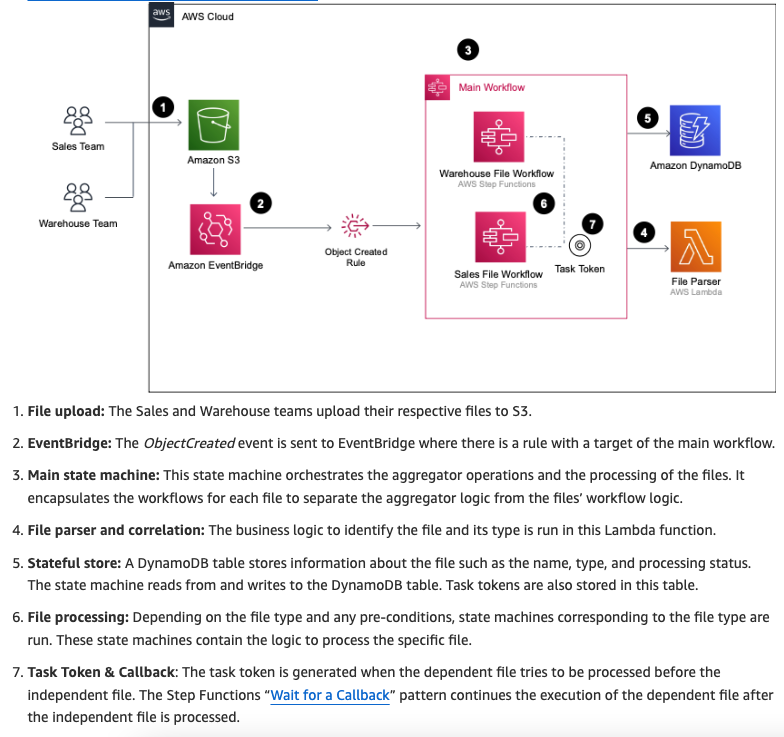 aws
AWS Cloud
3
Main Workflow
1
5
Sales Team
Amazon S3
Warehouse File Workflow
AWS Step Functions
Amazon DynamoDB
2
6
7
4
Warehouse Team
Amazon EventBridge
Object Created
Rule
Sales File Workflow
AWS Step Functions
Task Token
File Parser
AWS Lambda
1. File upload: The Sales and Warehouse teams upload their respective files to S3.
2. EventBridge: The ObjectCreated event is sent to EventBridge where there is a rule with a target of the main workflow.
3. Main state machine: This state machine orchestrates the aggregator operations and the processing of the files. It
encapsulates the workflows for each file to separate the aggregator logic from the files’ workflow logic.
4. File parser and correlation: The business logic to identify the file and its type is run in this Lambda function.
5. Stateful store: A DynamoDB table stores information about the file such as the name, type, and processing status.
The state machine reads from and writes to the DynamoDB table. Task tokens are also stored in this table.
6. File processing: Depending on the file type and any pre-conditions, state machines corresponding to the file type are
run. These state machines contain the logic to process the specific file.
7. Task Token & Callback: The task token is generated when the dependent file tries to be processed before the
independent file. The Step Functions “Wait for a Callback” pattern continues the execution of the dependent file after
the independent file is processed.